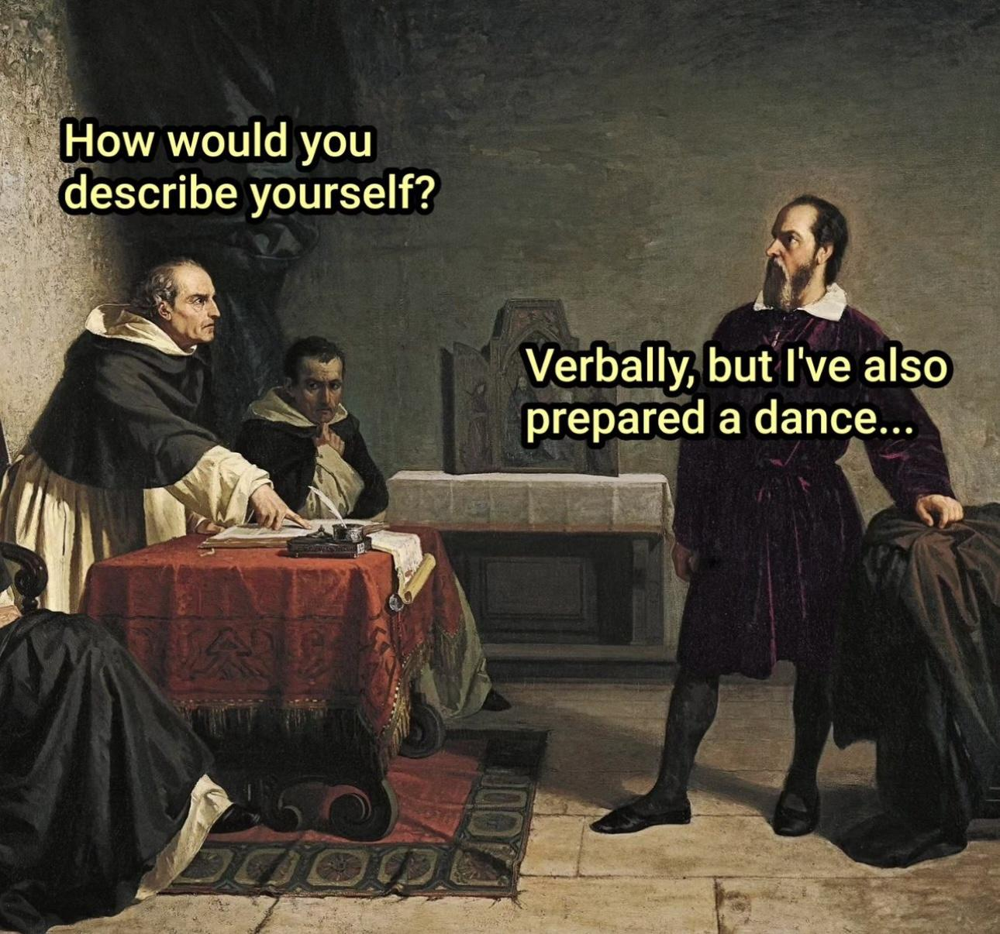 How would you
describe yourself?
Verbally, but I've also
prepared a dance...